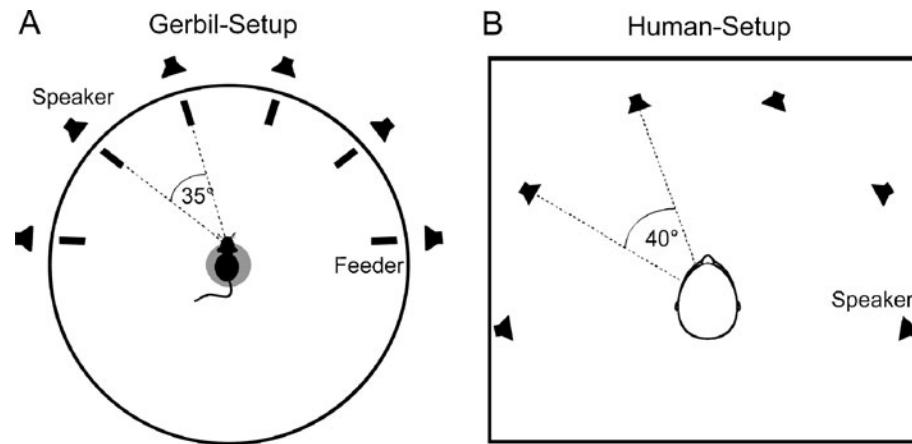 A
Gerbil-Setup
Speaker
35°
Feeder
B
Human-Setup
40°
Speaker